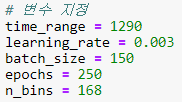 # 변수 지정
time_range = 1290
learning_rate = 0.003
batch_size = 150
epochs = 250
n_bins = 168